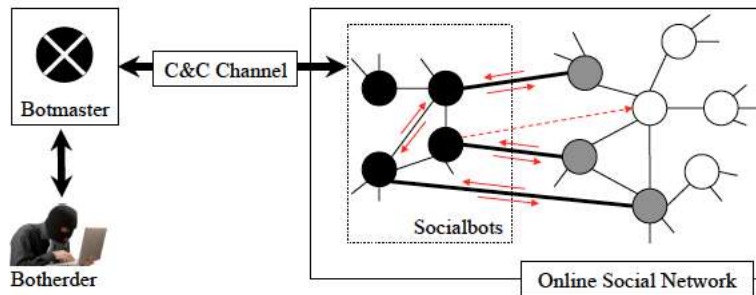 C&C Channel
Botmaster
Socialbots
Botherder
Online Social Network